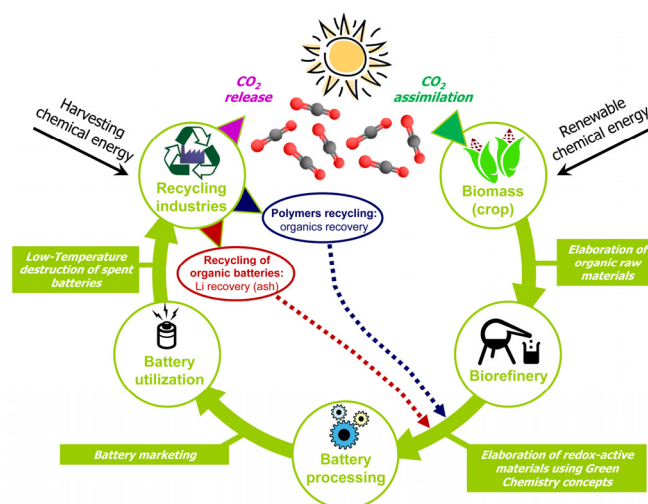 CO2
release
CO2
assimilation
Harvesting
chemical energy
Renewable
chemical energy
Recycling
industries
Biomass
(crop)
Polymers recycling:
organics recovery
Recycling of
organic batteries:
Li recovery (ash)
Low-Temperature
destruction of spent
batteries
Elaboration of
organic raw
materials
Battery
utilization
Biorefinery
Battery marketing
Battery
processing
Elaboration of redox-active
materials using Green
Chemistry concepts